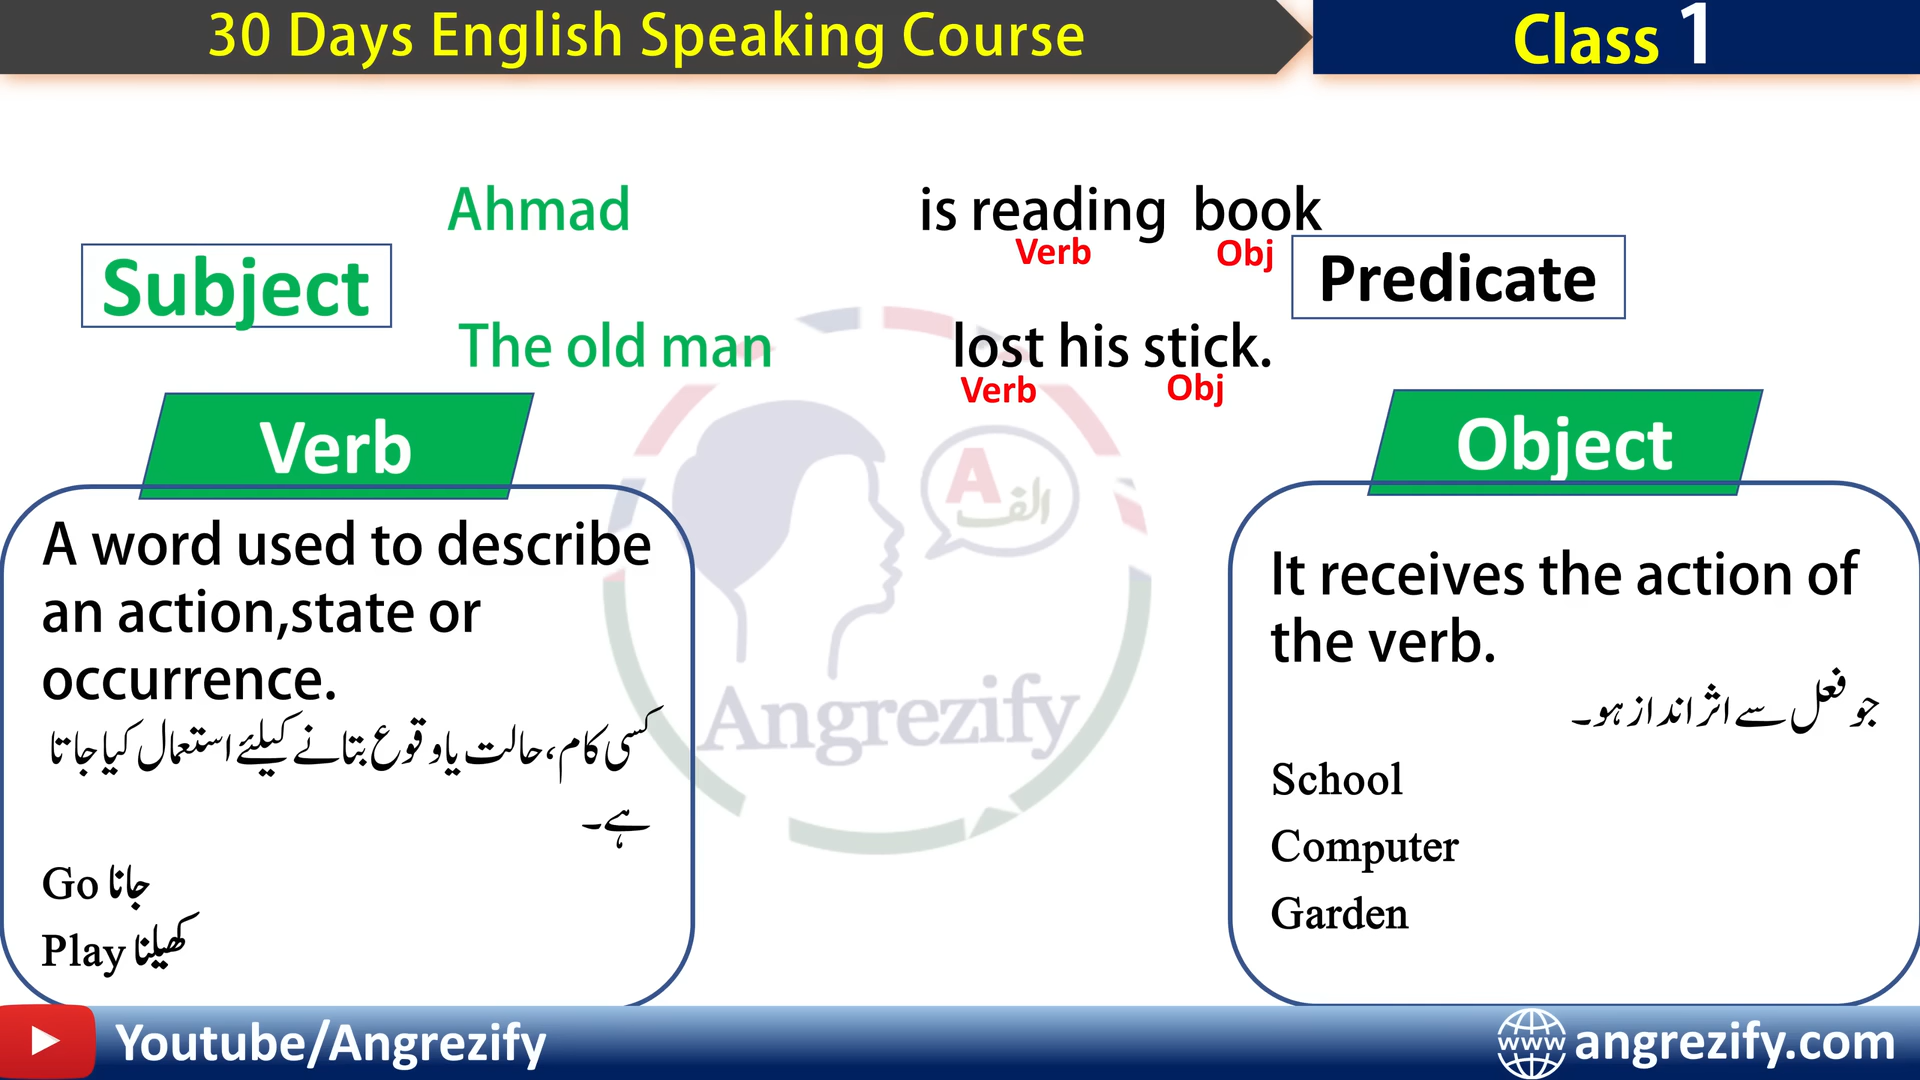 30 Days English Speaking Course
Class 1
Ahmad is reading book
Verb Obj
Subject
Predicate
The old man lost his stick.
Verb Obj
Verb
A word used to describe
an action,state or
occurrence.
کسی کام، حالت یا وقوع بتانے کیلئے استعمال کیا جاتا
ہے۔
Go جانا
Play کھیلنا
Object
It receives the action of
the verb.
جو فعل سے اثر انداز ہو۔
School
Computer
Garden
A
الف
Angrezify
Youtube/Angrezify
www
angrezify.com